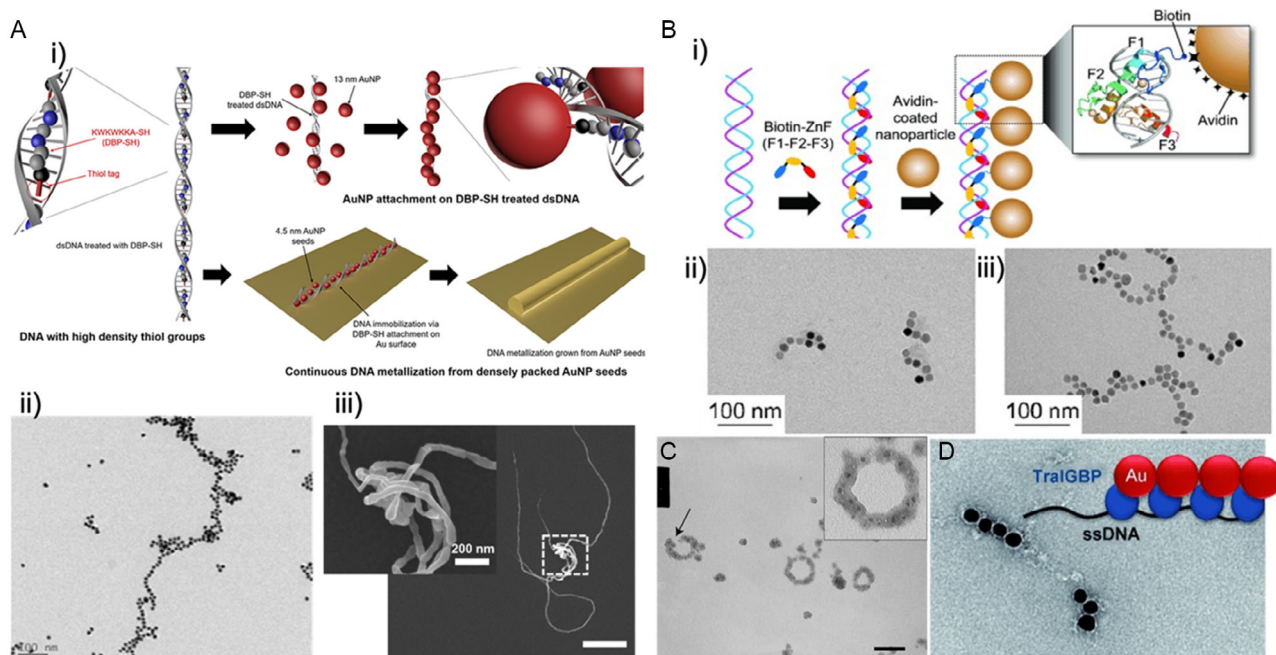 A
i)
KWKWKKA-SH
(DBP-SH)
Thiol tag
dsDNA treated with DBP-SH
DNA with high density thiol groups
DBP-SH
treated dsDNA
13 nm AuNP
AuNP attachment on DBP-SH treated dsDNA
4.5 nm AuNP
seeds
DNA immobilization via
DBP-SH attachment on
Au surface
DNA metallization grown from AuNP seeds
Continuous DNA metallization from densely packed AuNP seeds
ii)
100 nm
iii)
200 nm
B
i)
Biotin-ZnF
(F1-F2-F3)
Avidin-
coated
nanoparticle
Biotin
F1
F2
F3
Avidin
ii)
100 nm
iii)
100 nm
C
D
TraIGBP
Au
ssDNA